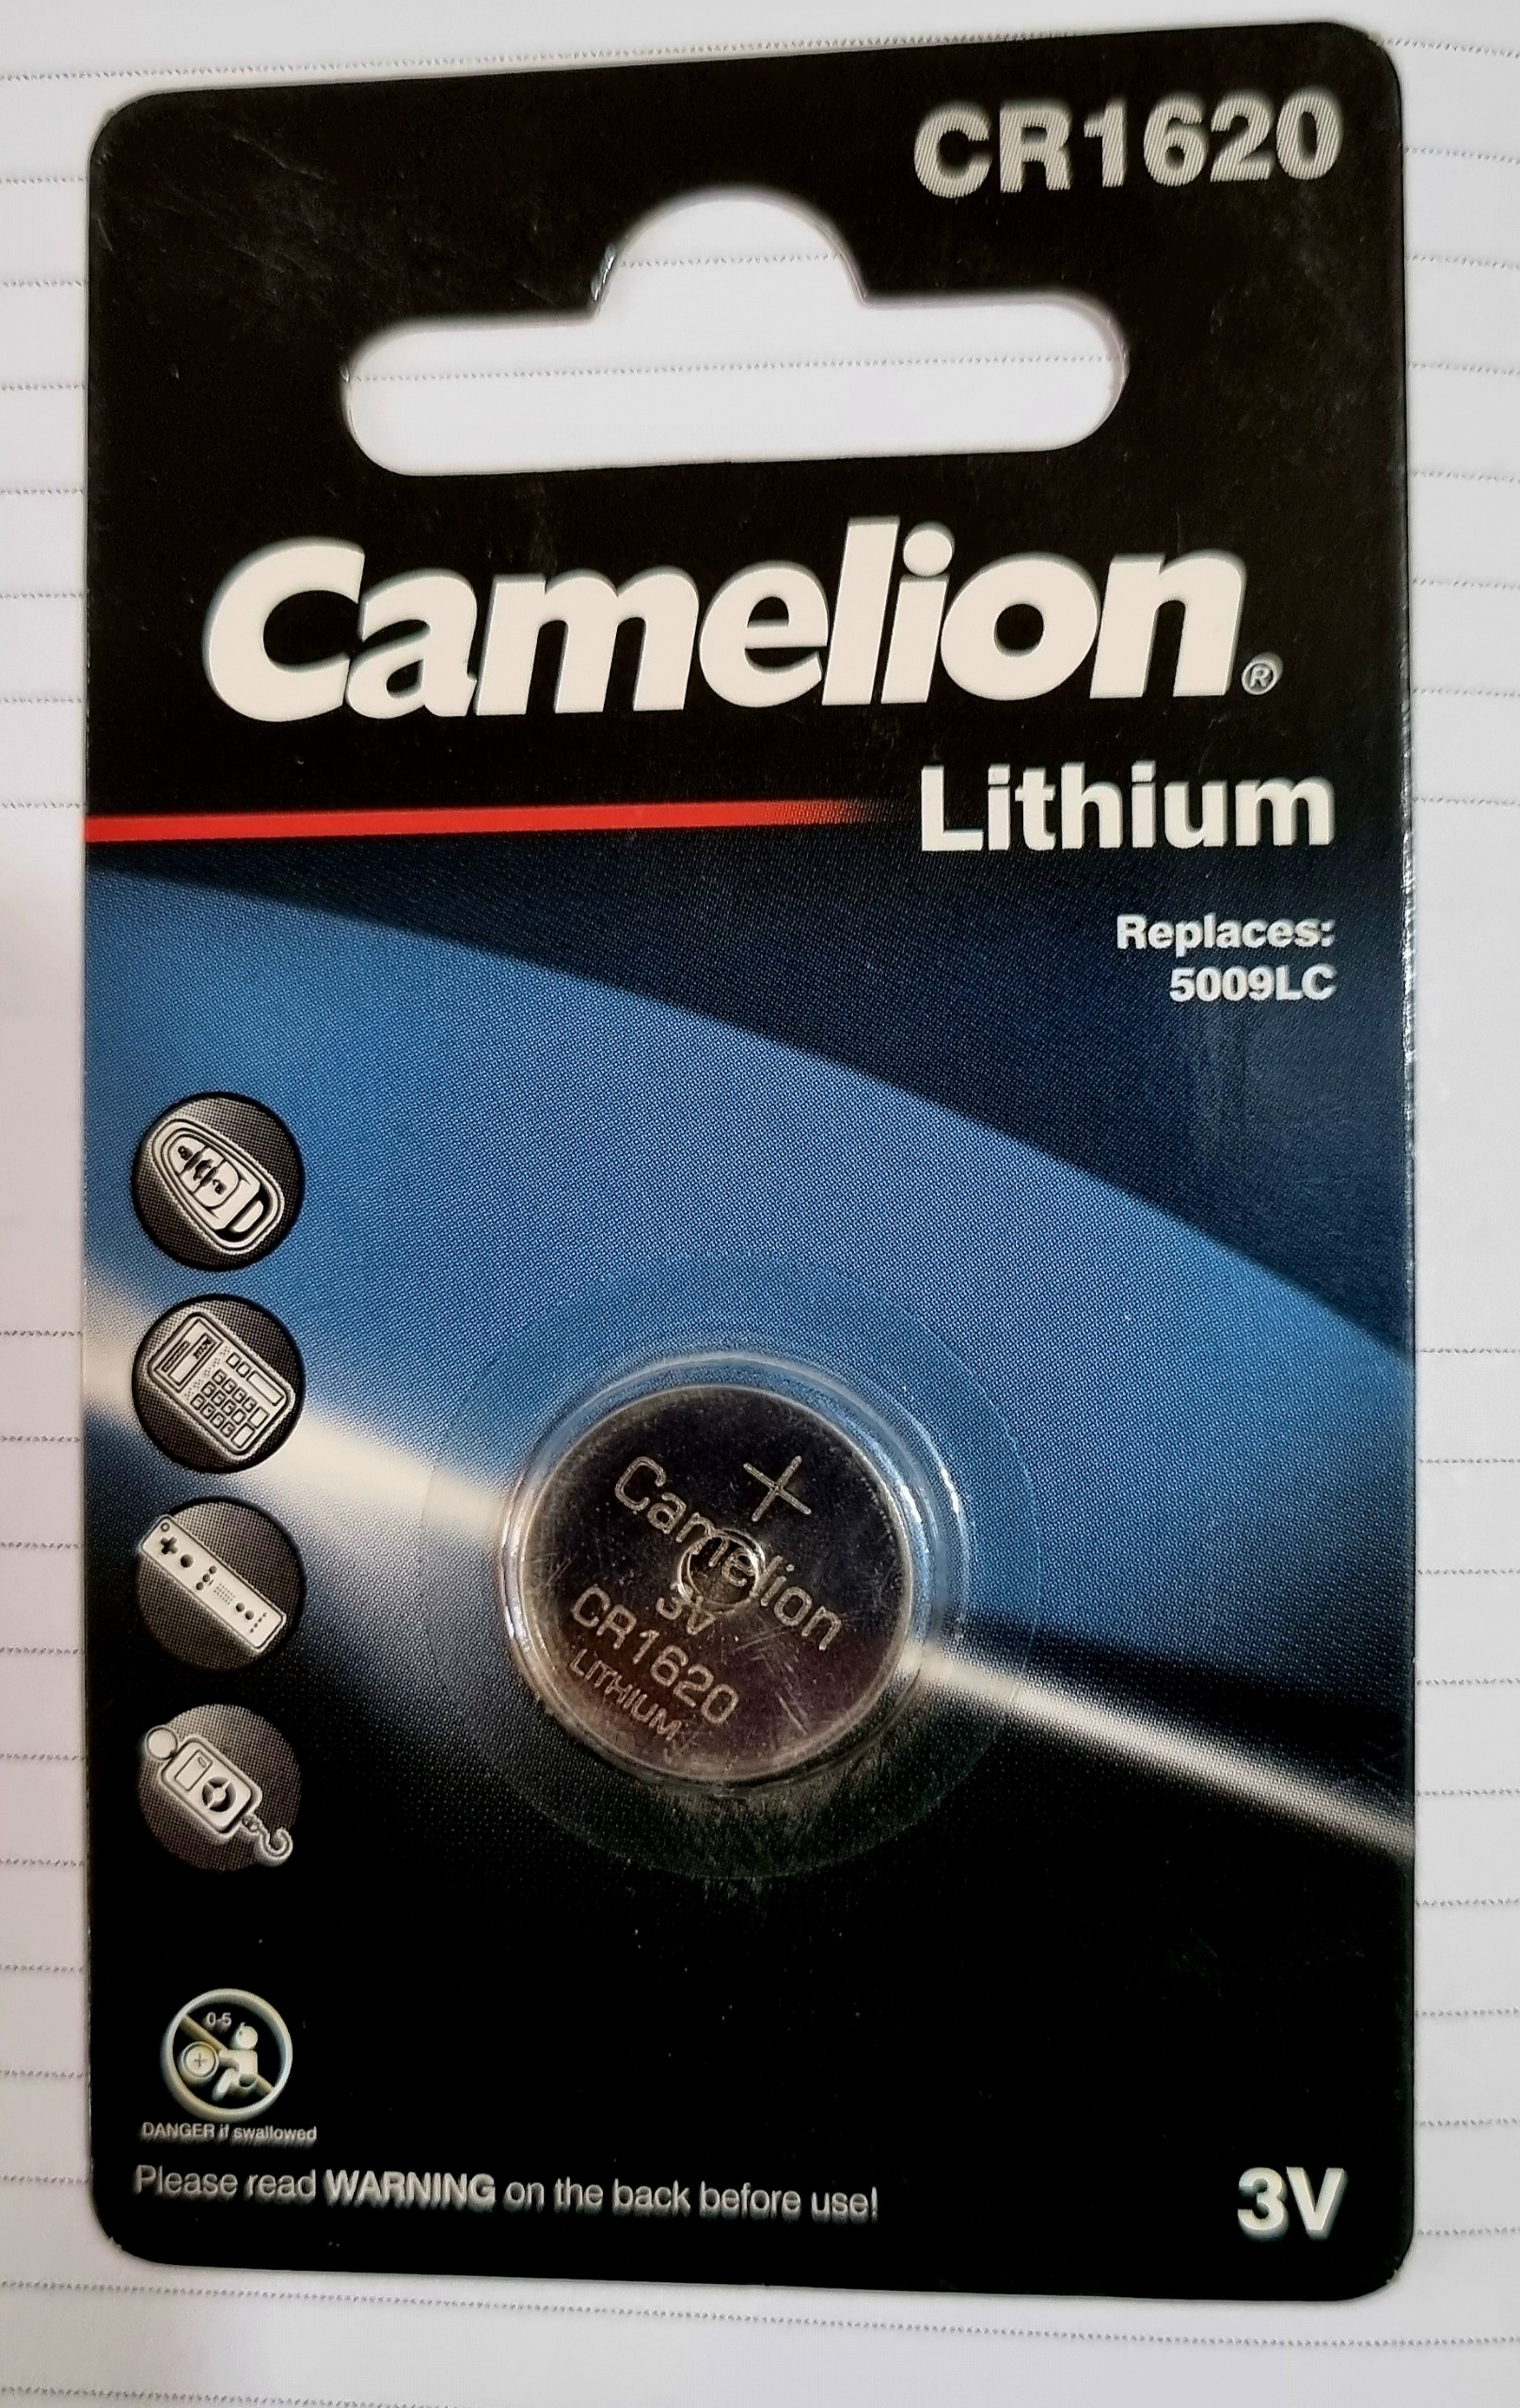 CR1620
Camelion®
Lithium
Replaces:
5009LC
+
Camelion
3V
CR1620
LITHIUM
0-5
+
DANGER if swallowed
Please read WARNING on the back before use!
3V